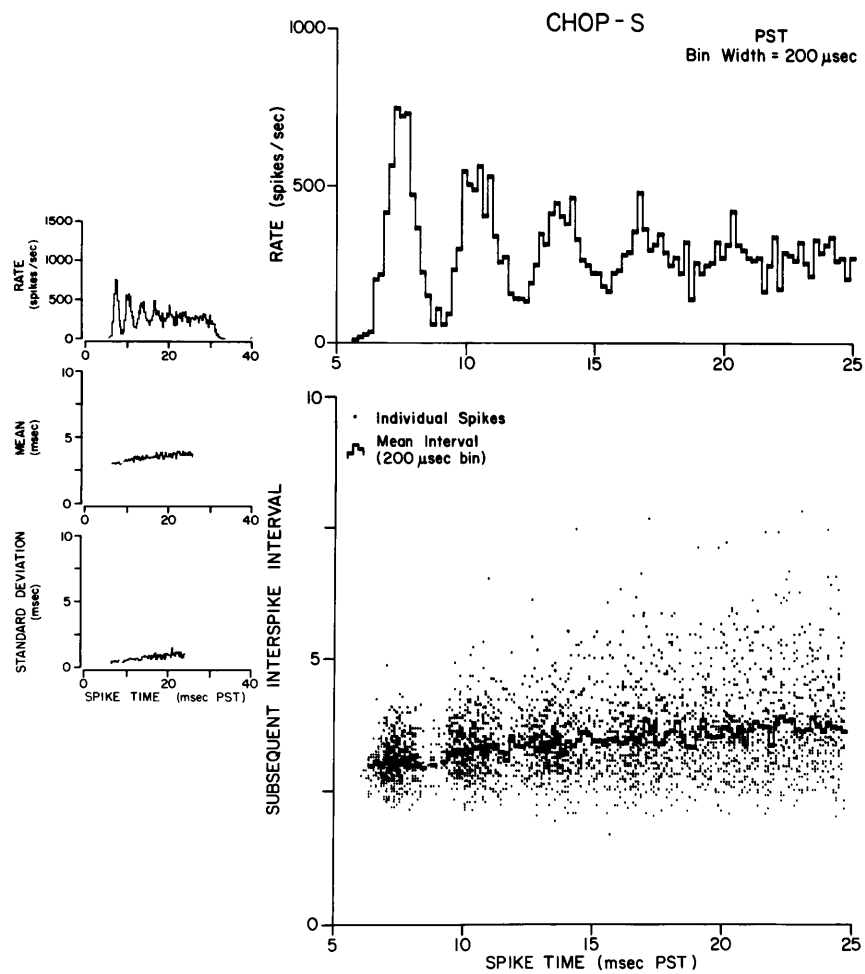 CHOP-S
PST
Bin Width = 200 μsec
1000
500
0
RATE (spikes/sec)
5 10 15 20 25
1500
1000
500
0
RATE
(spikes/sec)
0 20 40
10
5
0
MEAN
(msec)
0 20 40
10
5
0
STANDARD DEVIATION
(msec)
0 20 40
SPIKE TIME (msec PST)
10
5
0
SUBSEQUENT INTERSPIKE INTERVAL
Individual Spikes
Mean Interval
(200 μsec bin)
5 10 15 20 25
SPIKE TIME (msec PST)